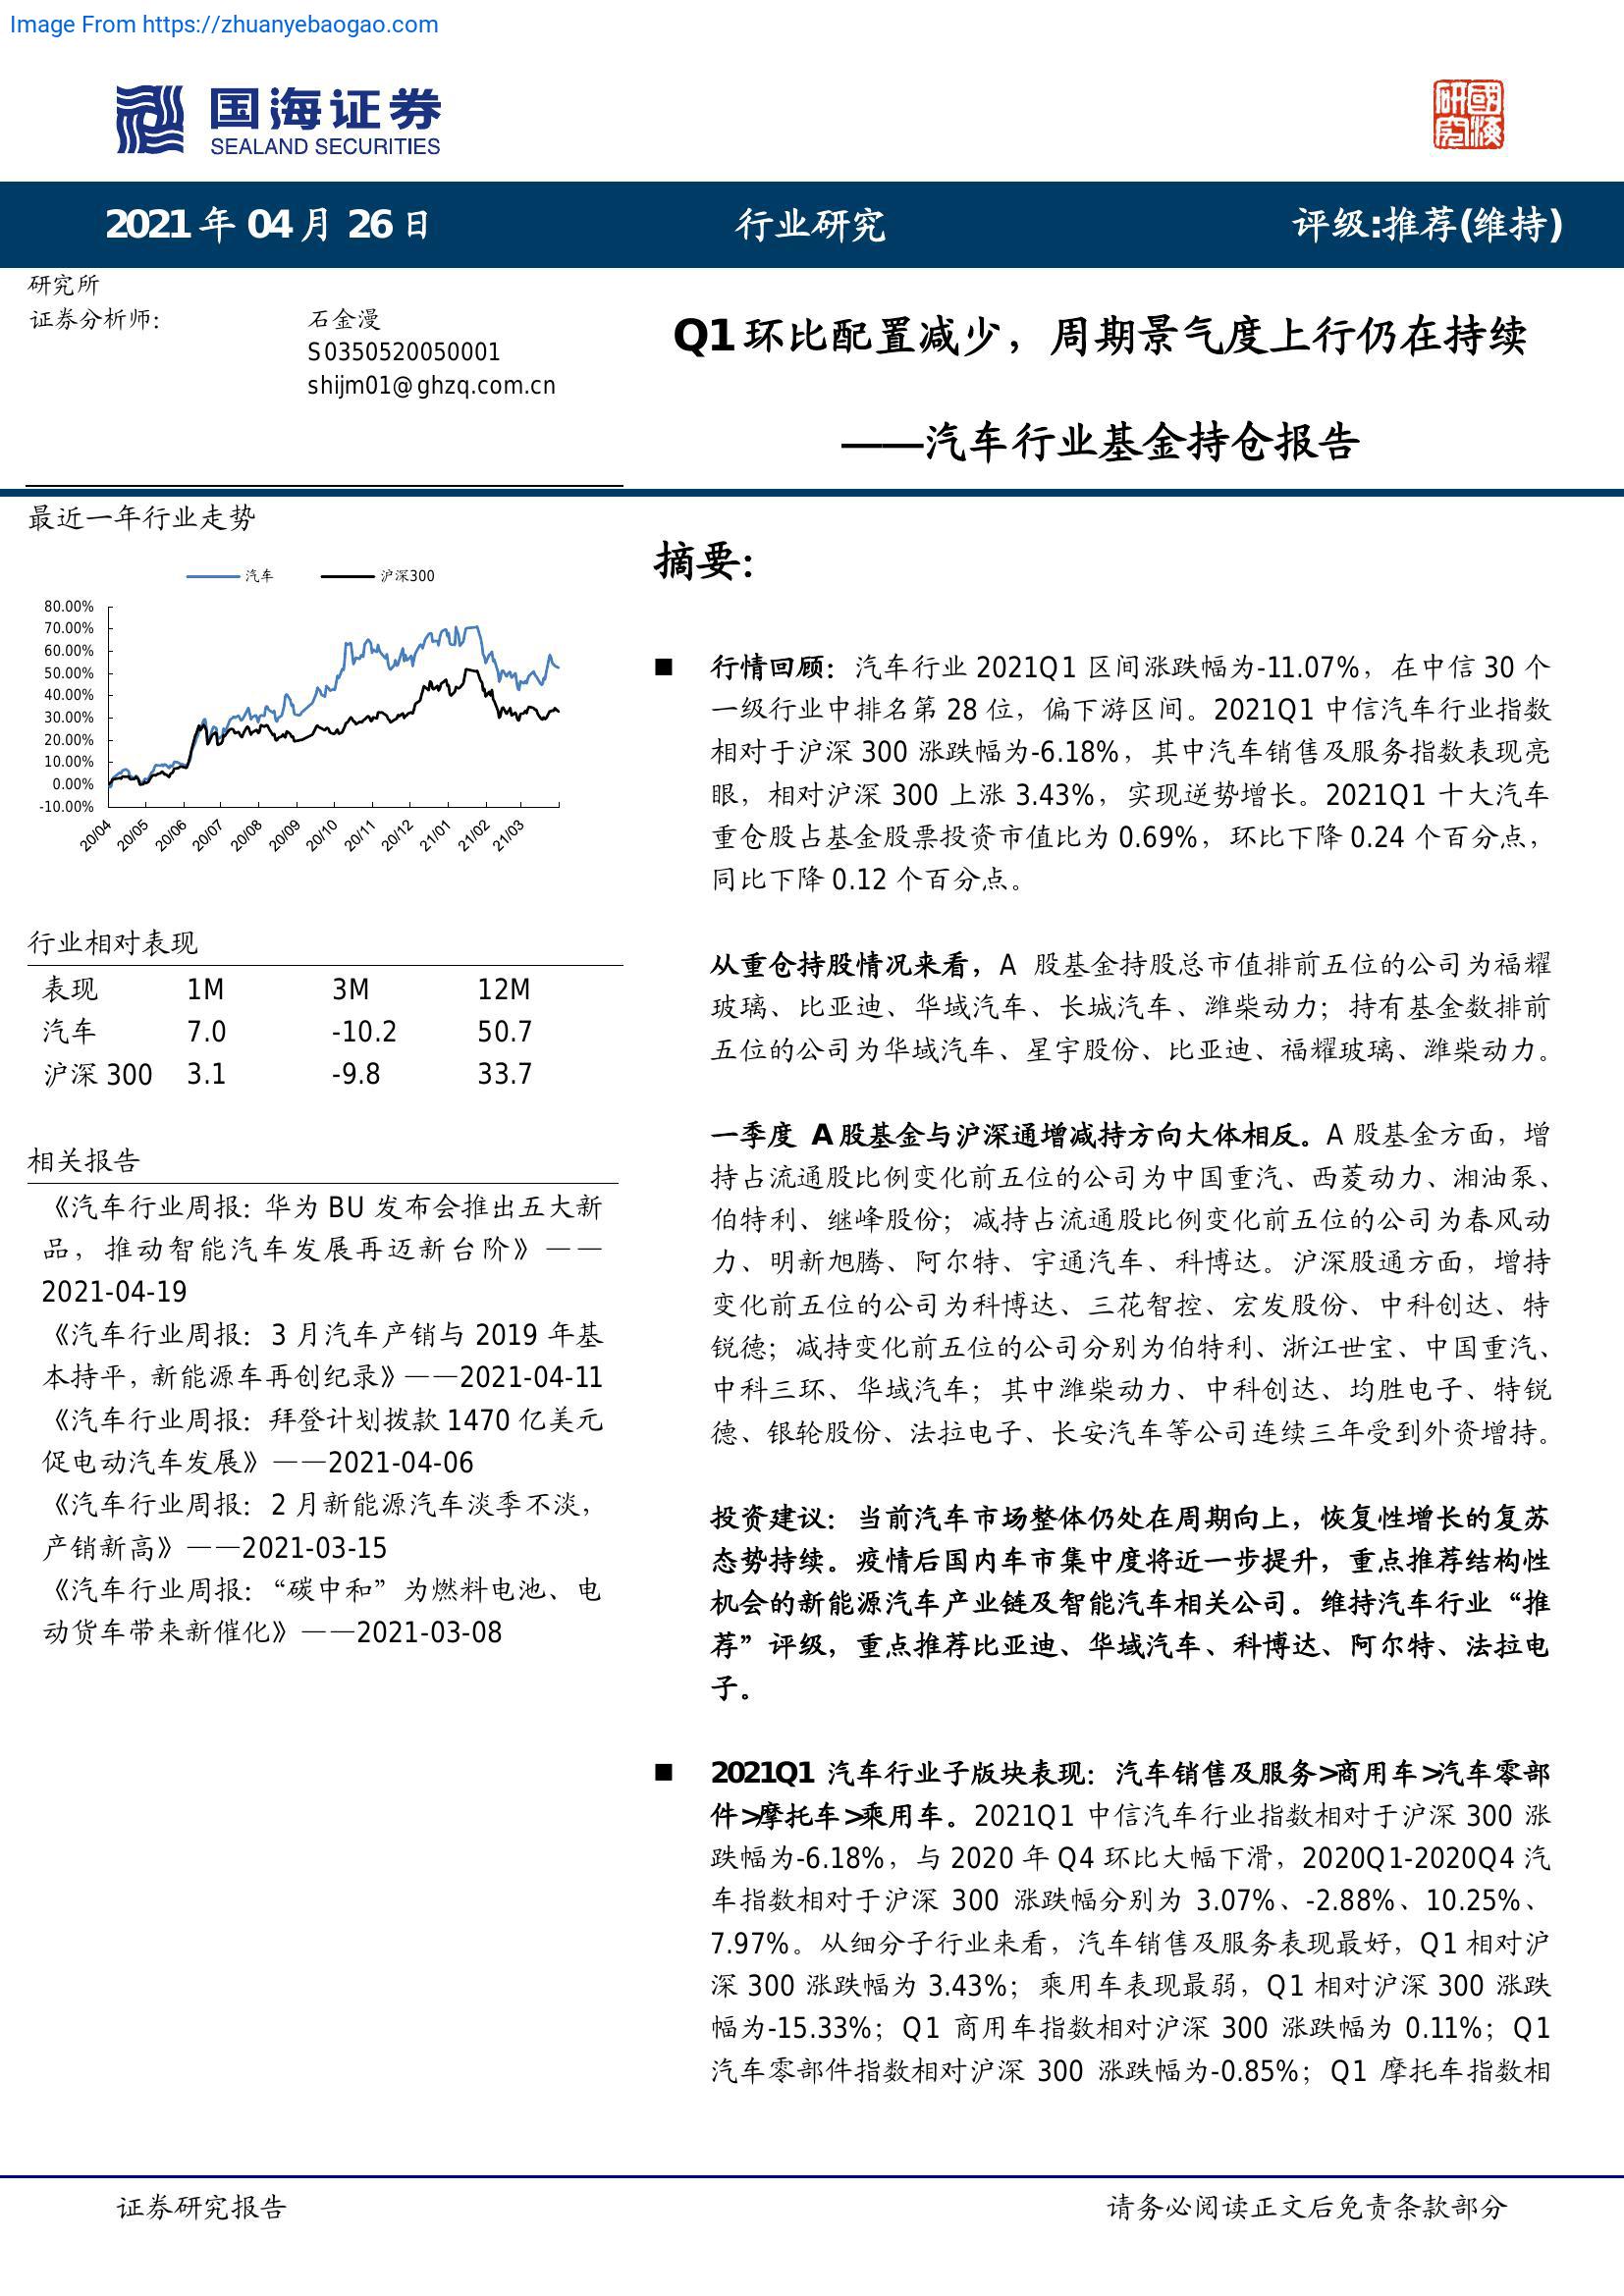 Image From https://zhuanyebaogao.com
国海证券
SEALAND SECURITIES
國海研究
2021 年 04 月 26 日
行业研究
评级:推荐(维持)
研究所
证券分析师: 石金漫
S0350520050001
shijm01@ghzq.com.cn
Q1 环比配置减少，周期景气度上行仍在持续
——汽车行业基金持仓报告
最近一年行业走势
汽车 沪深300
80.00%
70.00%
60.00%
50.00%
40.00%
30.00%
20.00%
10.00%
0.00%
-10.00%
20/04 20/05 20/06 20/07 20/08 20/09 20/10 20/11 20/12 21/01 21/02 21/03
行业相对表现
表现 1M 3M 12M
汽车 7.0 -10.2 50.7
沪深 300 3.1 -9.8 33.7
相关报告
《汽车行业周报：华为 BU 发布会推出五大新
品，推动智能汽车发展再迈新台阶》——
2021-04-19
《汽车行业周报：3 月汽车产销与 2019 年基
本持平，新能源车再创纪录》——2021-04-11
《汽车行业周报：拜登计划拨款 1470 亿美元
促电动汽车发展》——2021-04-06
《汽车行业周报：2 月新能源汽车淡季不淡，
产销新高》——2021-03-15
《汽车行业周报：“碳中和”为燃料电池、电
动货车带来新催化》——2021-03-08
摘要：
■ 行情回顾：汽车行业 2021Q1 区间涨跌幅为-11.07%，在中信 30 个
一级行业中排名第 28 位，偏下游区间。2021Q1 中信汽车行业指数
相对于沪深 300 涨跌幅为-6.18%，其中汽车销售及服务指数表现亮
眼，相对沪深 300 上涨 3.43%，实现逆势增长。2021Q1 十大汽车
重仓股占基金股票投资市值比为 0.69%，环比下降 0.24 个百分点，
同比下降 0.12 个百分点。
从重仓持股情况来看，A 股基金持股总市值排前五位的公司为福耀
玻璃、比亚迪、华域汽车、长城汽车、潍柴动力；持有基金数排前
五位的公司为华域汽车、星宇股份、比亚迪、福耀玻璃、潍柴动力。
一季度 A 股基金与沪深通增减持方向大体相反。A 股基金方面，增
持占流通股比例变化前五位的公司为中国重汽、西菱动力、湘油泵、
伯特利、继峰股份；减持占流通股比例变化前五位的公司为春风动
力、明新旭腾、阿尔特、宇通汽车、科博达。沪深股通方面，增持
变化前五位的公司为科博达、三花智控、宏发股份、中科创达、特
锐德；减持变化前五位的公司分别为伯特利、浙江世宝、中国重汽、
中科三环、华域汽车；其中潍柴动力、中科创达、均胜电子、特锐
德、银轮股份、法拉电子、长安汽车等公司连续三年受到外资增持。
投资建议：当前汽车市场整体仍处在周期向上，恢复性增长的复苏
态势持续。疫情后国内车市集中度将近一步提升，重点推荐结构性
机会的新能源汽车产业链及智能汽车相关公司。维持汽车行业“推
荐”评级，重点推荐比亚迪、华域汽车、科博达、阿尔特、法拉电
子。
■ 2021Q1 汽车行业子版块表现：汽车销售及服务>商用车>汽车零部
件>摩托车>乘用车。2021Q1 中信汽车行业指数相对于沪深 300 涨
跌幅为-6.18%，与 2020 年 Q4 环比大幅下滑，2020Q1-2020Q4 汽
车指数相对于沪深 300 涨跌幅分别为 3.07%、-2.88%、10.25%、
7.97%。从细分子行业来看，汽车销售及服务表现最好，Q1 相对沪
深 300 涨跌幅为 3.43%；乘用车表现最弱，Q1 相对沪深 300 涨跌
幅为-15.33%；Q1 商用车指数相对沪深 300 涨跌幅为 0.11%；Q1
汽车零部件指数相对沪深 300 涨跌幅为-0.85%；Q1 摩托车指数相
证券研究报告
请务必阅读正文后免责条款部分